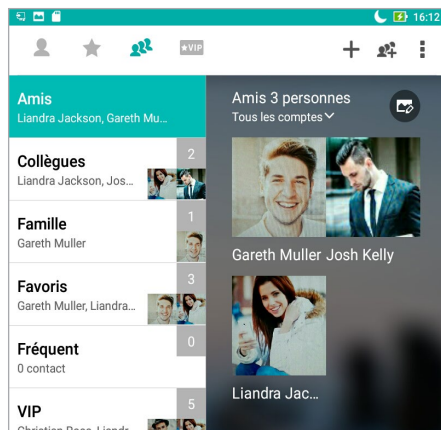 16:12
VIP
Amis
Liandra Jackson, Gareth Mu...
Collègues
2
Liandra Jackson, Jos...
Famille
1
Gareth Muller
Favoris
3
Gareth Muller, Liandra...
Fréquent
0
0 contact
VIP
5
Amis 3 personnes
Tous les comptes
Gareth Muller Josh Kelly
Liandra Jac...